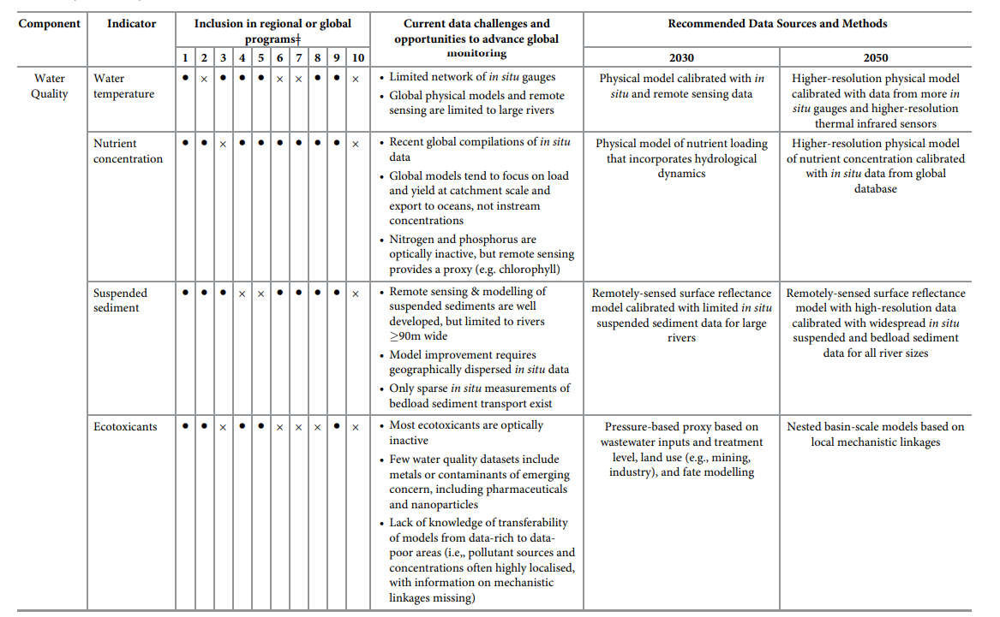 Component
Indicator
Inclusion in regional or global
programs‡
Current data challenges and
opportunities to advance global
monitoring
Recommended Data Sources and Methods
1 2 3 4 5 6 7 8 9 10
2030
2050
Water
Quality
Water
temperature
● × ● ● ● × × ● ● ×
• Limited network of in situ gauges
• Global physical models and remote
sensing are limited to large rivers
Physical model calibrated with in
situ and remote sensing data
Higher-resolution physical model
calibrated with data from more in
situ gauges and higher-resolution
thermal infrared sensors
Nutrient
concentration
● ● × ● ● ● ● ● ● ×
• Recent global compilations of in situ
data
• Global models tend to focus on load
and yield at catchment scale and
export to oceans, not instream
concentrations
• Nitrogen and phosphorus are
optically inactive, but remote sensing
provides a proxy (e.g. chlorophyll)
Physical model of nutrient loading
that incorporates hydrological
dynamics
Higher-resolution physical model
of nutrient concentration calibrated
with in situ data from global
database
Suspended
sediment
● ● ● × × ● ● ● ● ×
• Remote sensing & modelling of
suspended sediments are well
developed, but limited to rivers
≥90m wide
• Model improvement requires
geographically dispersed in situ data
• Only sparse in situ measurements of
bedload sediment transport exist
Remotely-sensed surface reflectance
model calibrated with limited in situ
suspended sediment data for large
rivers
Remotely-sensed surface reflectance
model with high-resolution data
calibrated with widespread in situ
suspended and bedload sediment
data for all river sizes
Ecotoxicants
● ● × ● ● × × × ● ×
• Most ecotoxicants are optically
inactive
• Few water quality datasets include
metals or contaminants of emerging
concern, including pharmaceuticals
and nanoparticles
• Lack of knowledge of transferability
of models from data-rich to data-
poor areas (i.e,, pollutant sources and
concentrations often highly localised,
with information on mechanistic
linkages missing)
Pressure-based proxy based on
wastewater inputs and treatment
level, land use (e.g., mining,
industry), and fate modelling
Nested basin-scale models based on
local mechanistic linkages